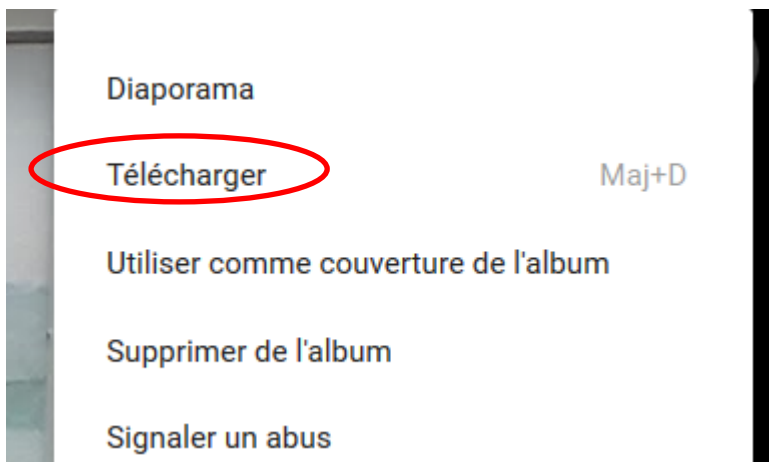 Diaporama
Télécharger Maj+D
Utiliser comme couverture de l'album
Supprimer de l'album
Signaler un abus